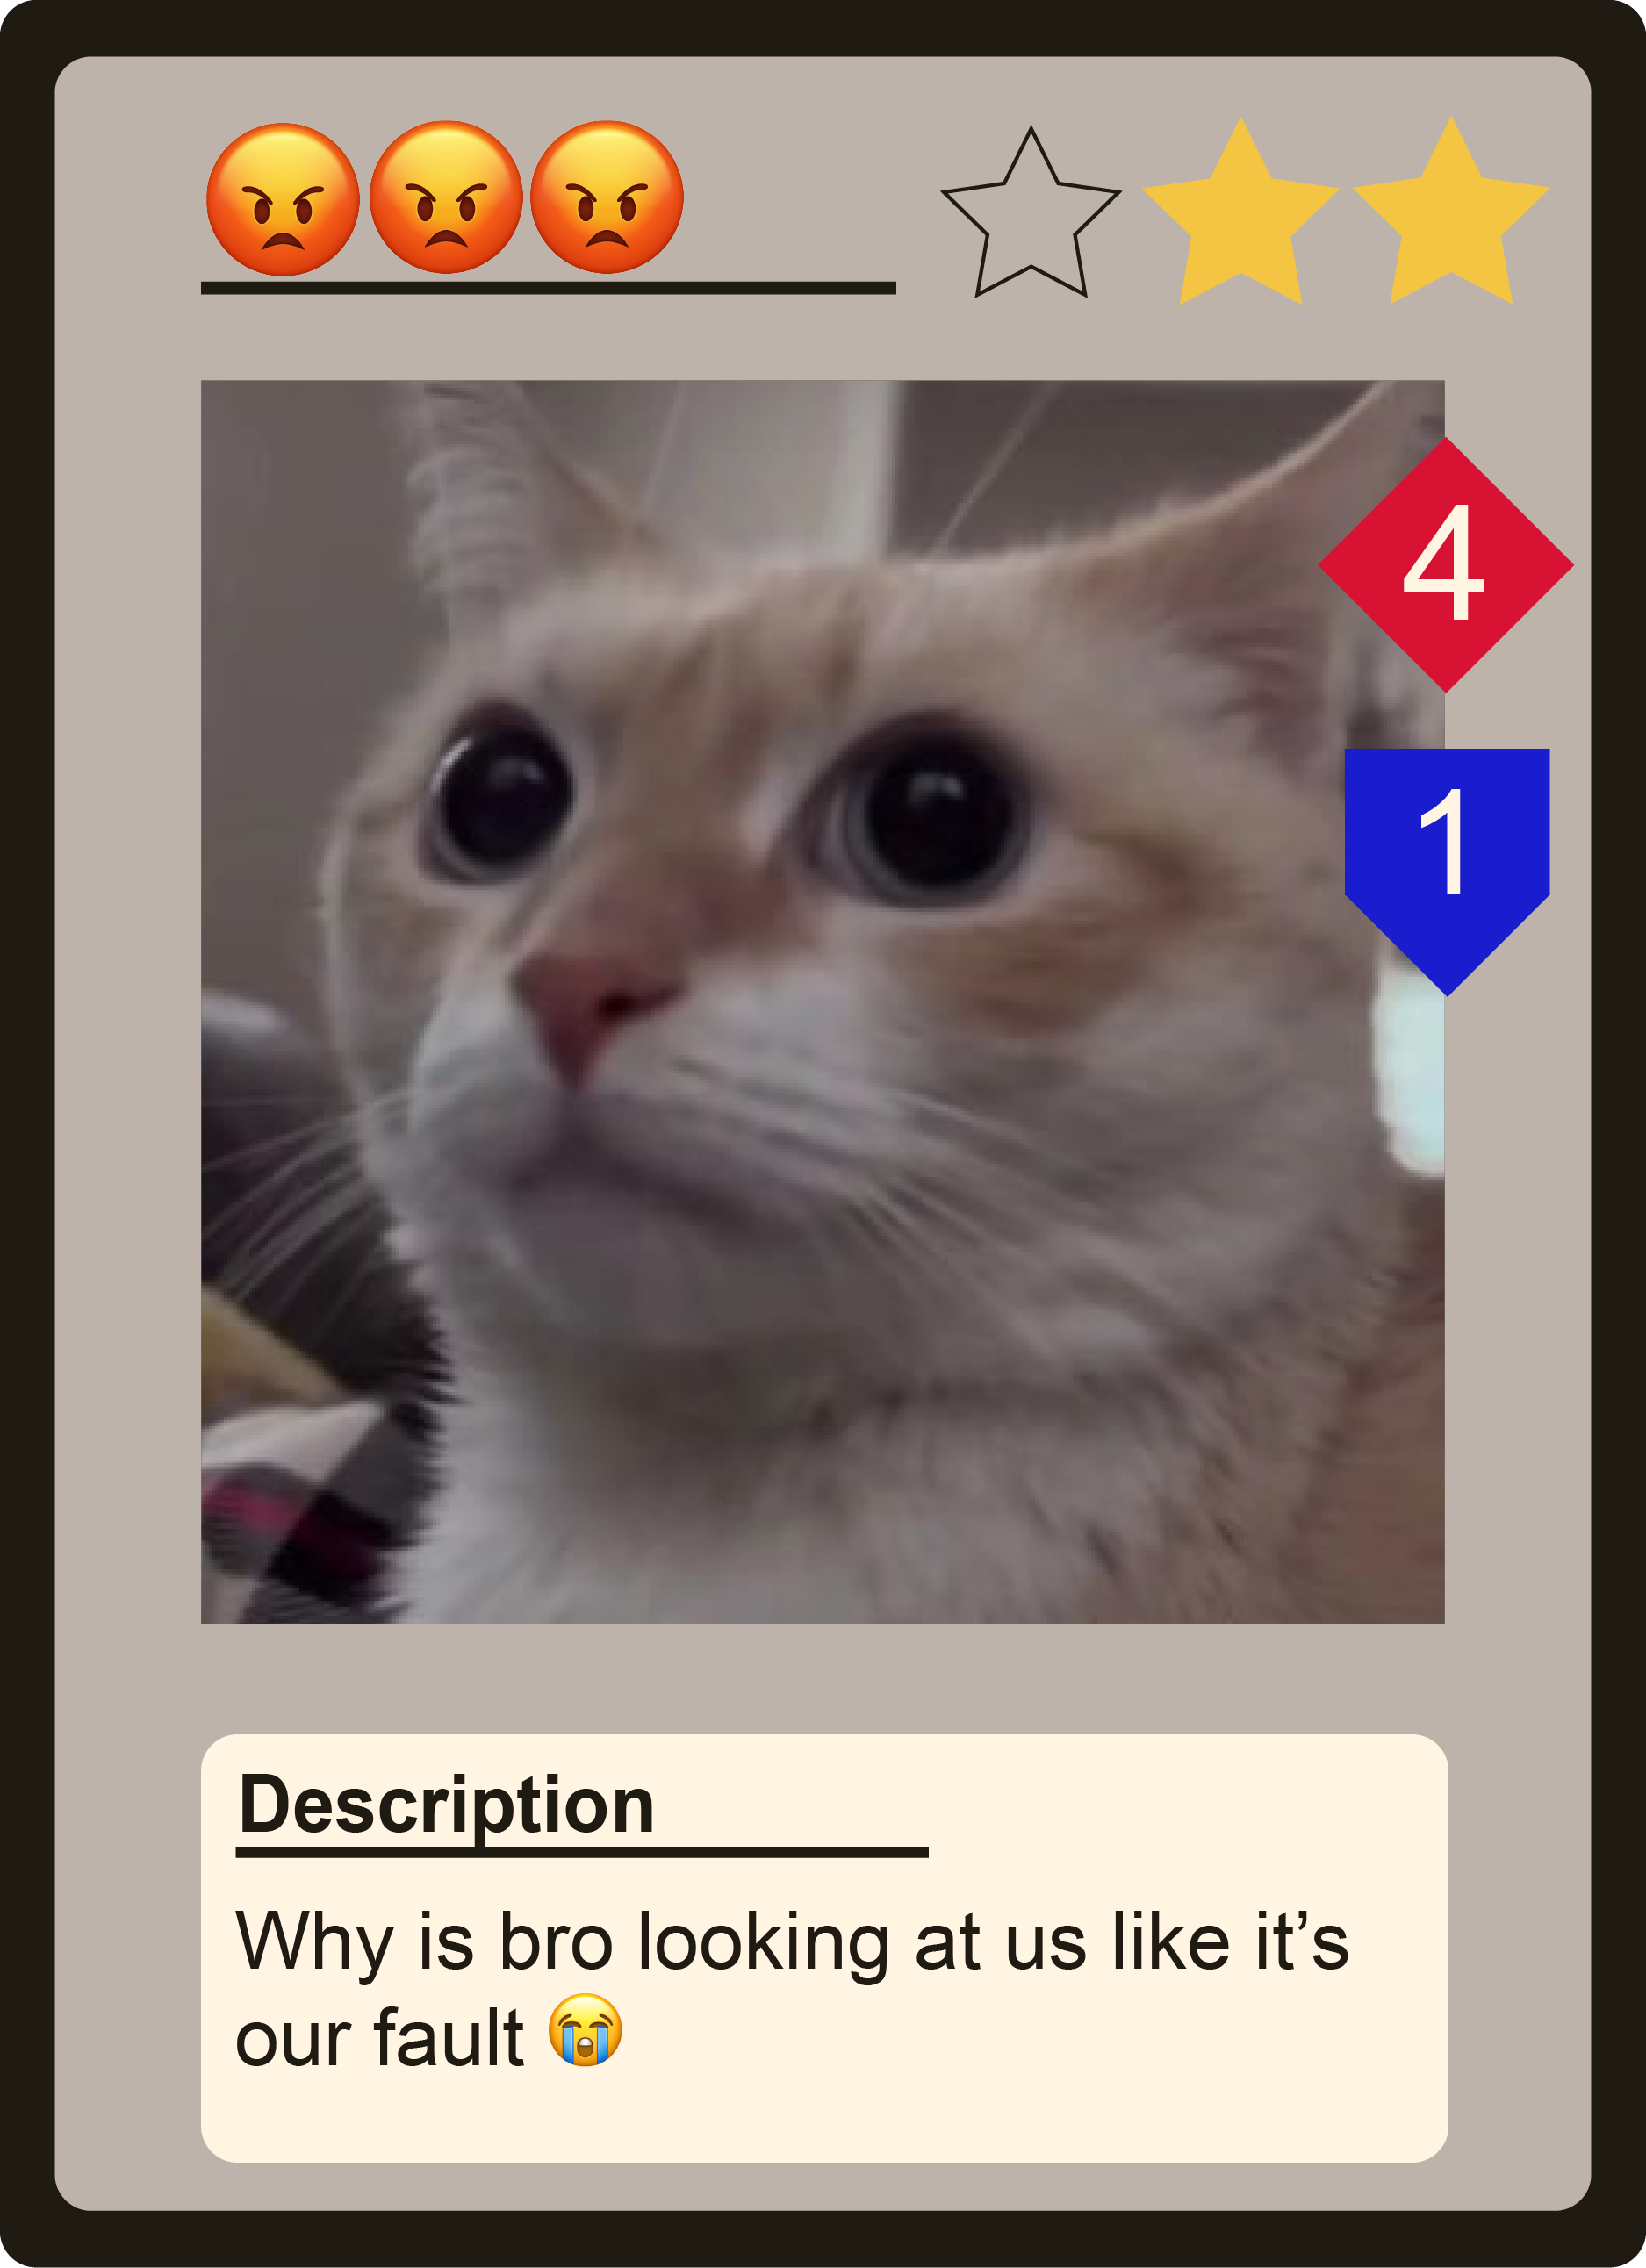 😡😡😡
4
1
Description
Why is bro looking at us like it’s
our fault 😭